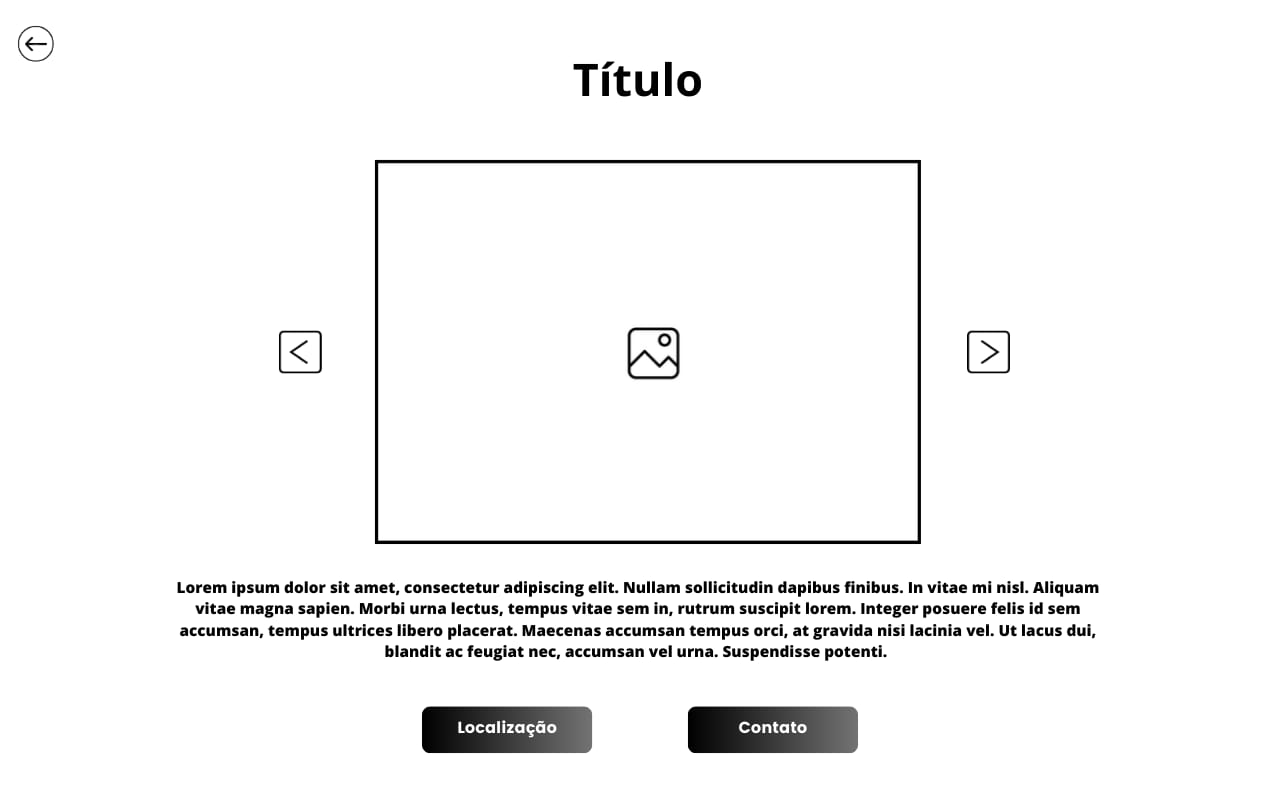 Título
Lorem ipsum dolor sit amet, consectetur adipiscing elit. Nullam sollicitudin dapibus finibus. In vitae mi nisl. Aliquam
vitae magna sapien. Morbi urna lectus, tempus vitae sem in, rutrum suscipit lorem. Integer posuere felis id sem
accumsan, tempus ultrices libero placerat. Maecenas accumsan tempus orci, at gravida nisi lacinia vel. Ut lacus dui,
blandit ac feugiat nec, accumsan vel urna. Suspendisse potenti.
Localização
Contato